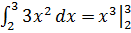 ∫₂³ 3x² dx = x³|₂³